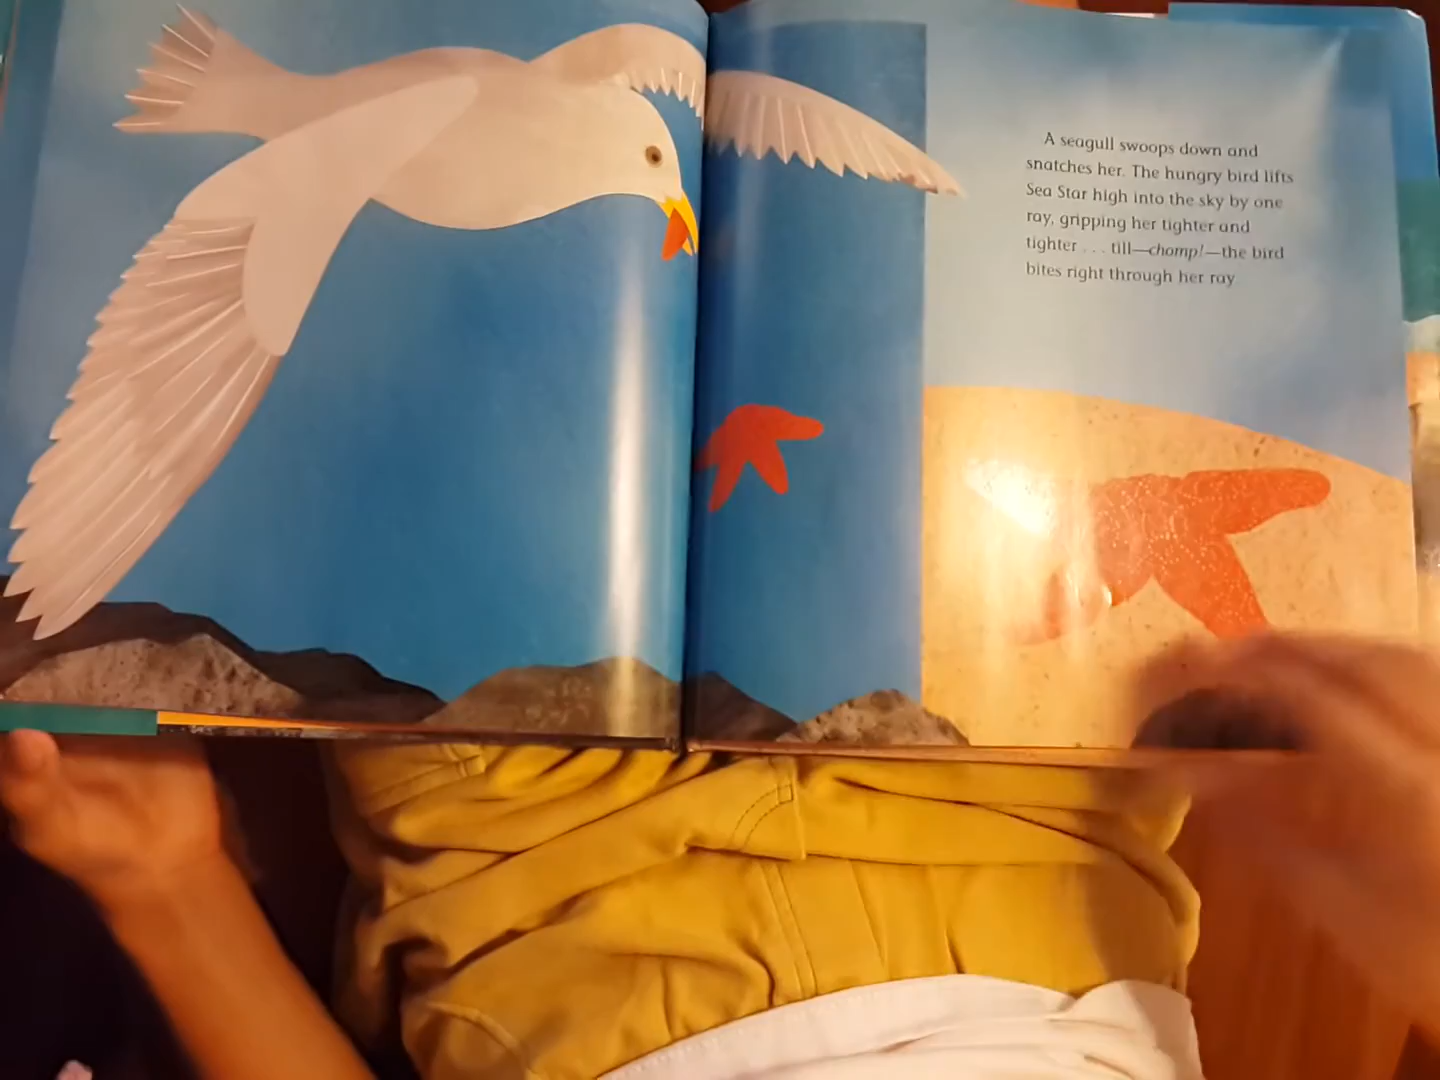 A seagull swoops down and
snatches her. The hungry bird lifts
Sea Star high into the sky by one
ray, gripping her tighter and
tighter . . . till—chomp!—the bird
bites right through her ray